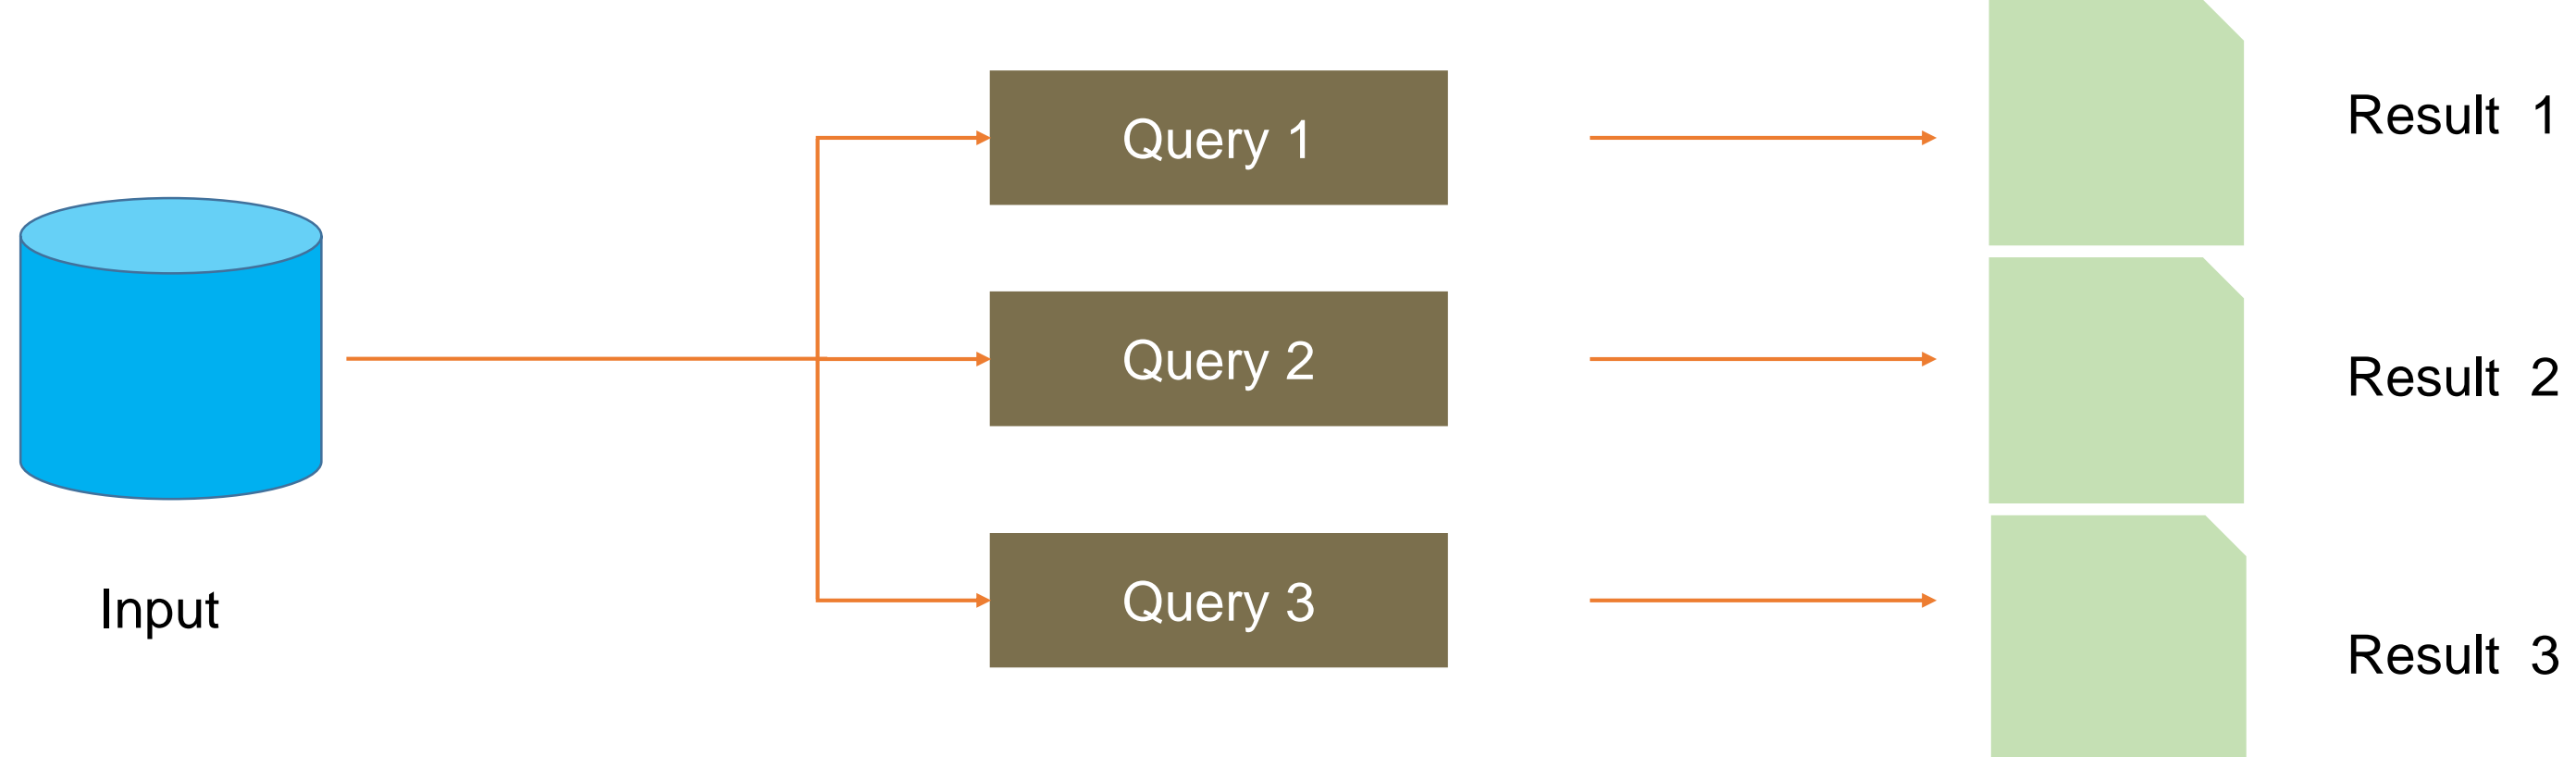 Query 1
Result 1
Query 2
Result 2
Input
Query 3
Result 3